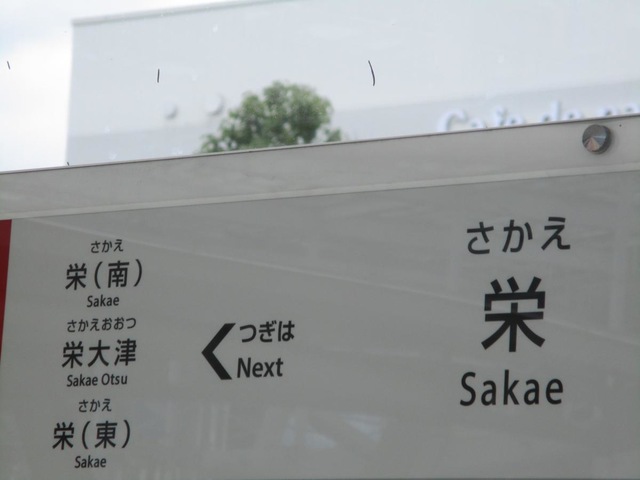 さかえ
栄(南)
Sakae
さかえおおつ
栄大津
Sakae Otsu
さかえ
栄(東)
Sakae
つぎは
Next
さかえ
栄
Sakae